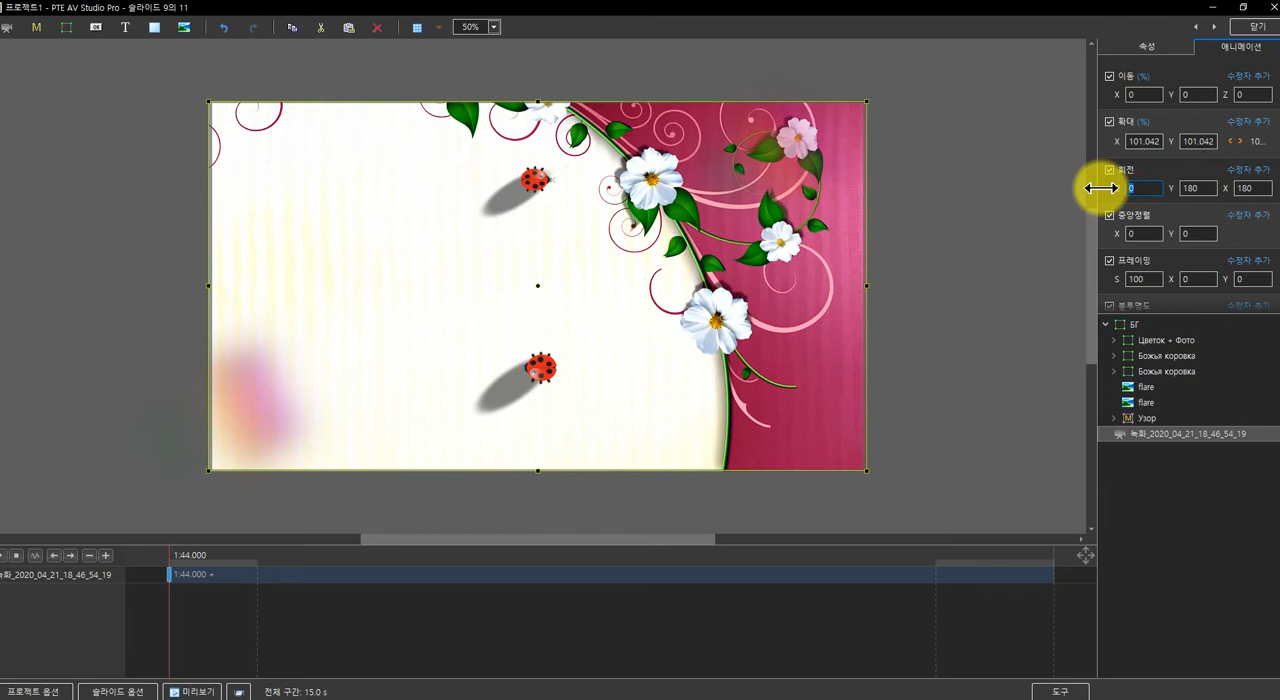 프로젝트1 - PTE AV Studio Pro - 슬라이드 9의 11
M
OK
T
50%
닫기
속성
애니메이션
이동 (%)
수정자 추가
X 0 Y 0 Z 0
확대 (%)
수정자 추가
X 101.042 Y 101.042 10...
회전
수정자 추가
0 Y 180 X 180
중앙정렬
수정자 추가
X 0 Y 0
프레이밍
수정자 추가
S 100 X 0 Y 0
불투명도
수정자 추가
БГ
Цветок + Фото
Божья коровка
Божья коровка
flare
flare
M Узор
녹화_2020_04_21_18_46_54_19
1:44.000
녹화_2020_04_21_18_46_54_19
1:44.000
프로젝트 옵션
슬라이드 옵션
미리보기
전체 구간: 15.0 s
도구